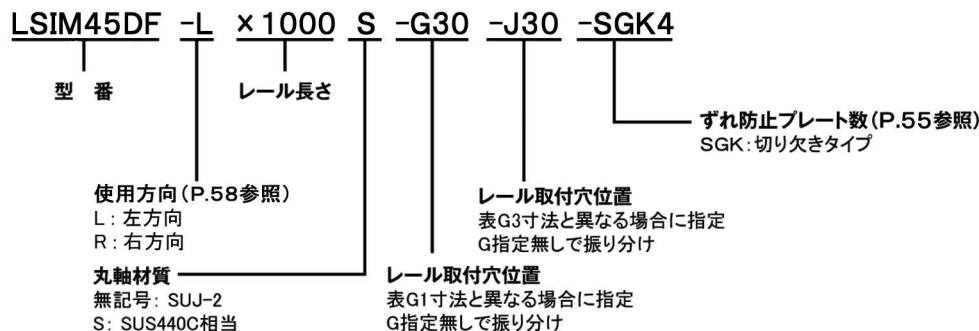 LSIM45DF -L ×1000 S -G30 -J30 -SGK4
型 番
レール長さ
ずれ防止プレート数(P.55参照)
SGK:切り欠きタイプ
使用方向(P.58参照)
L:左方向
R:右方向
レール取付穴位置
表G3寸法と異なる場合に指定
G指定無しで振り分け
丸軸材質
無記号:SUJ-2
S:SUS440C相当
レール取付穴位置
表G1寸法と異なる場合に指定
G指定無しで振り分け